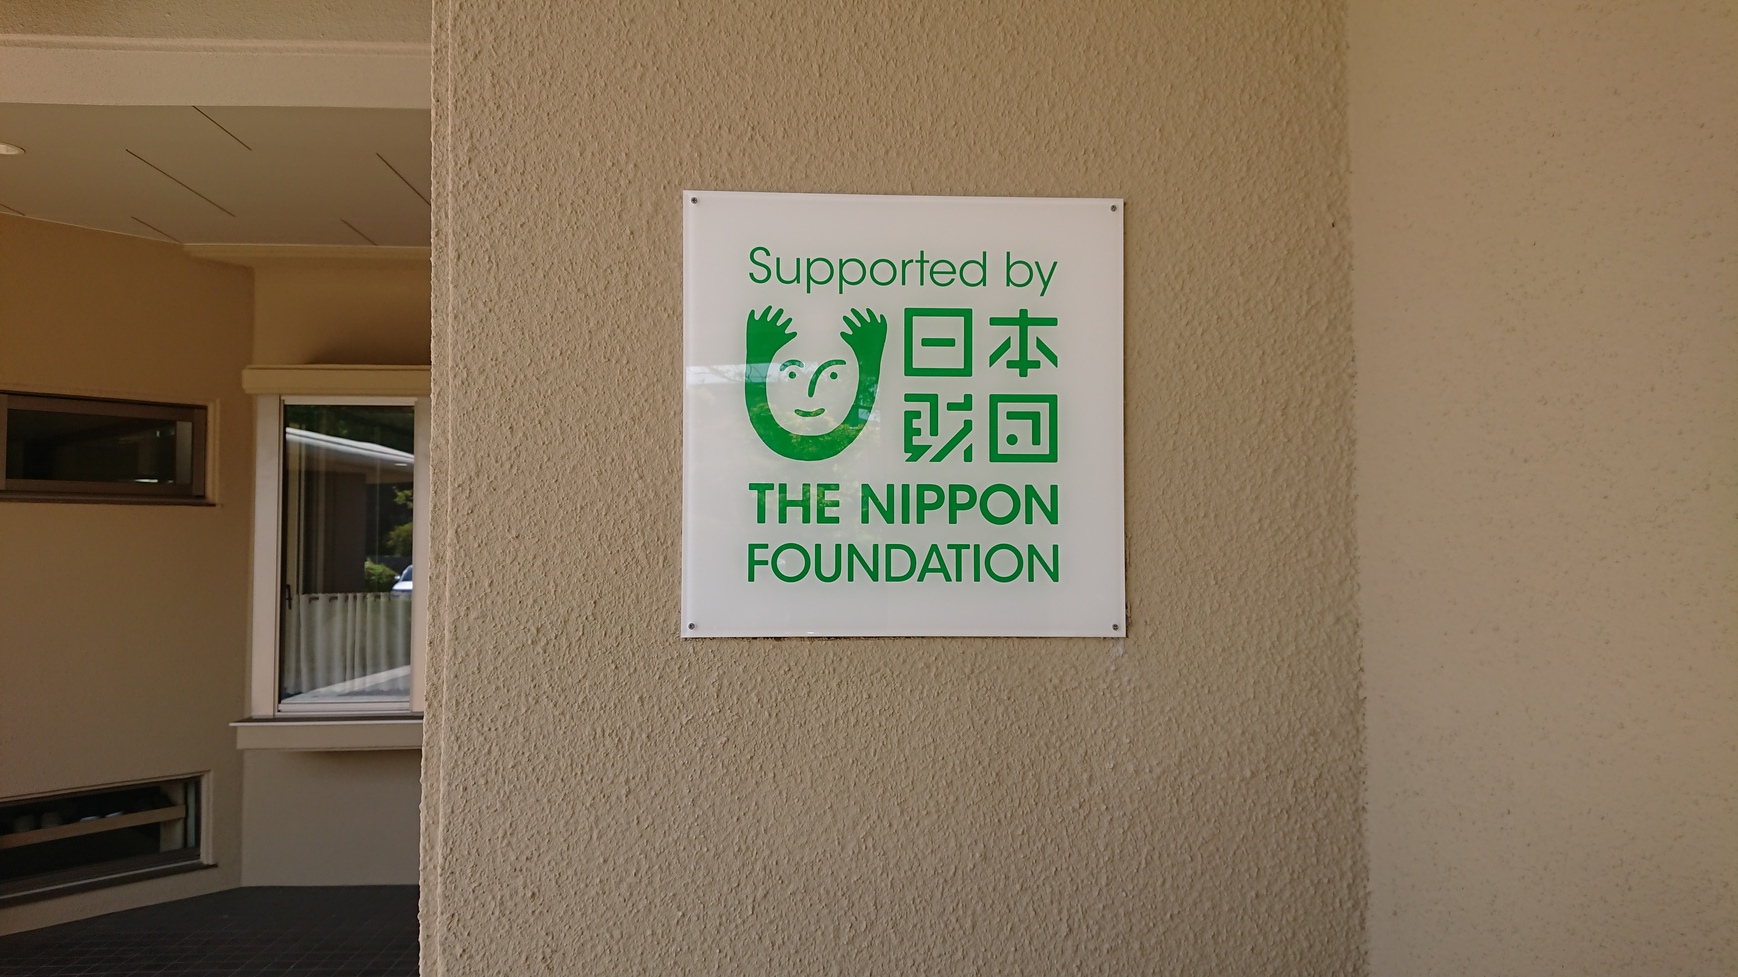 Supported by
日本
財団
THE NIPPON
FOUNDATION